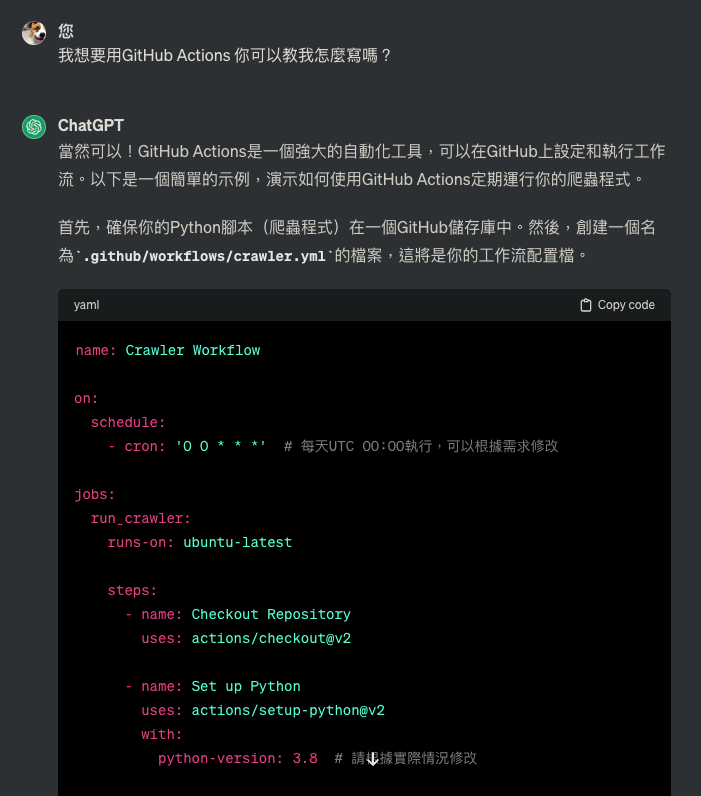 您
我想要用GitHub Actions 你可以教我怎麼寫嗎？
ChatGPT
當然可以！GitHub Actions是一個強大的自動化工具，可以在GitHub上設定和執行工作
流。以下是一個簡單的示例，演示如何使用GitHub Actions定期運行你的爬蟲程式。
首先，確保你的Python腳本（爬蟲程式）在一個GitHub儲存庫中。然後，創建一個名
為`.github/workflows/crawler.yml`的檔案，這將是你的工作流配置檔。
yaml
Copy code
name: Crawler Workflow
on:
  schedule:
    - cron: '0 0 * * *'  # 每天UTC 00:00執行，可以根據需求修改
jobs:
  run_crawler:
    runs-on: ubuntu-latest
    steps:
      - name: Checkout Repository
        uses: actions/checkout@v2
      - name: Set up Python
        uses: actions/setup-python@v2
        with:
          python-version: 3.8  # 請根據實際情況修改